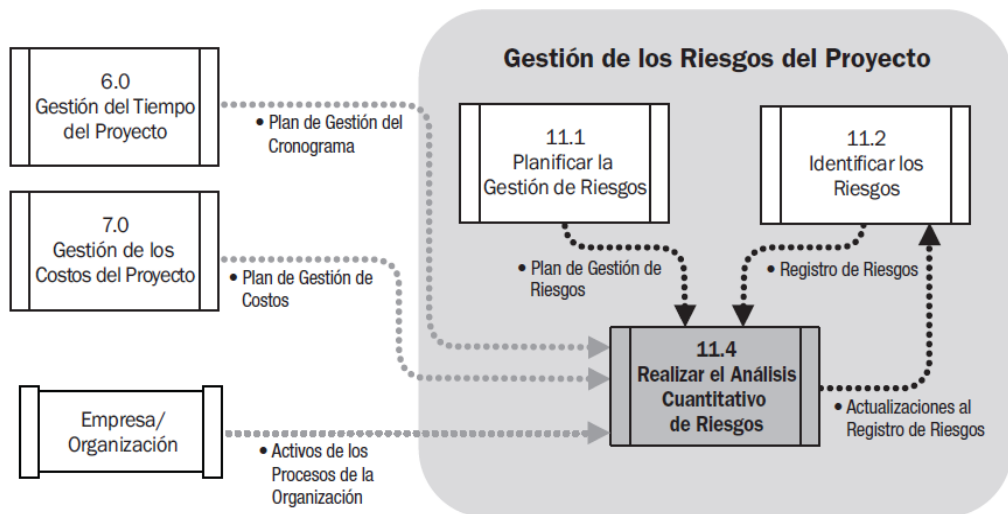 Gestión de los Riesgos del Proyecto
6.0
Gestión del Tiempo
del Proyecto
• Plan de Gestión del
Cronograma
11.1
Planificar la
Gestión de Riesgos
11.2
Identificar los
Riesgos
7.0
Gestión de los
Costos del Proyecto
• Plan de Gestión de
Costos
• Plan de Gestión de
Riesgos
• Registro de Riesgos
11.4
Realizar el Análisis
Cuantitativo
de Riesgos
Empresa/
Organización
• Activos de los
Procesos de la
Organización
• Actualizaciones al
Registro de Riesgos